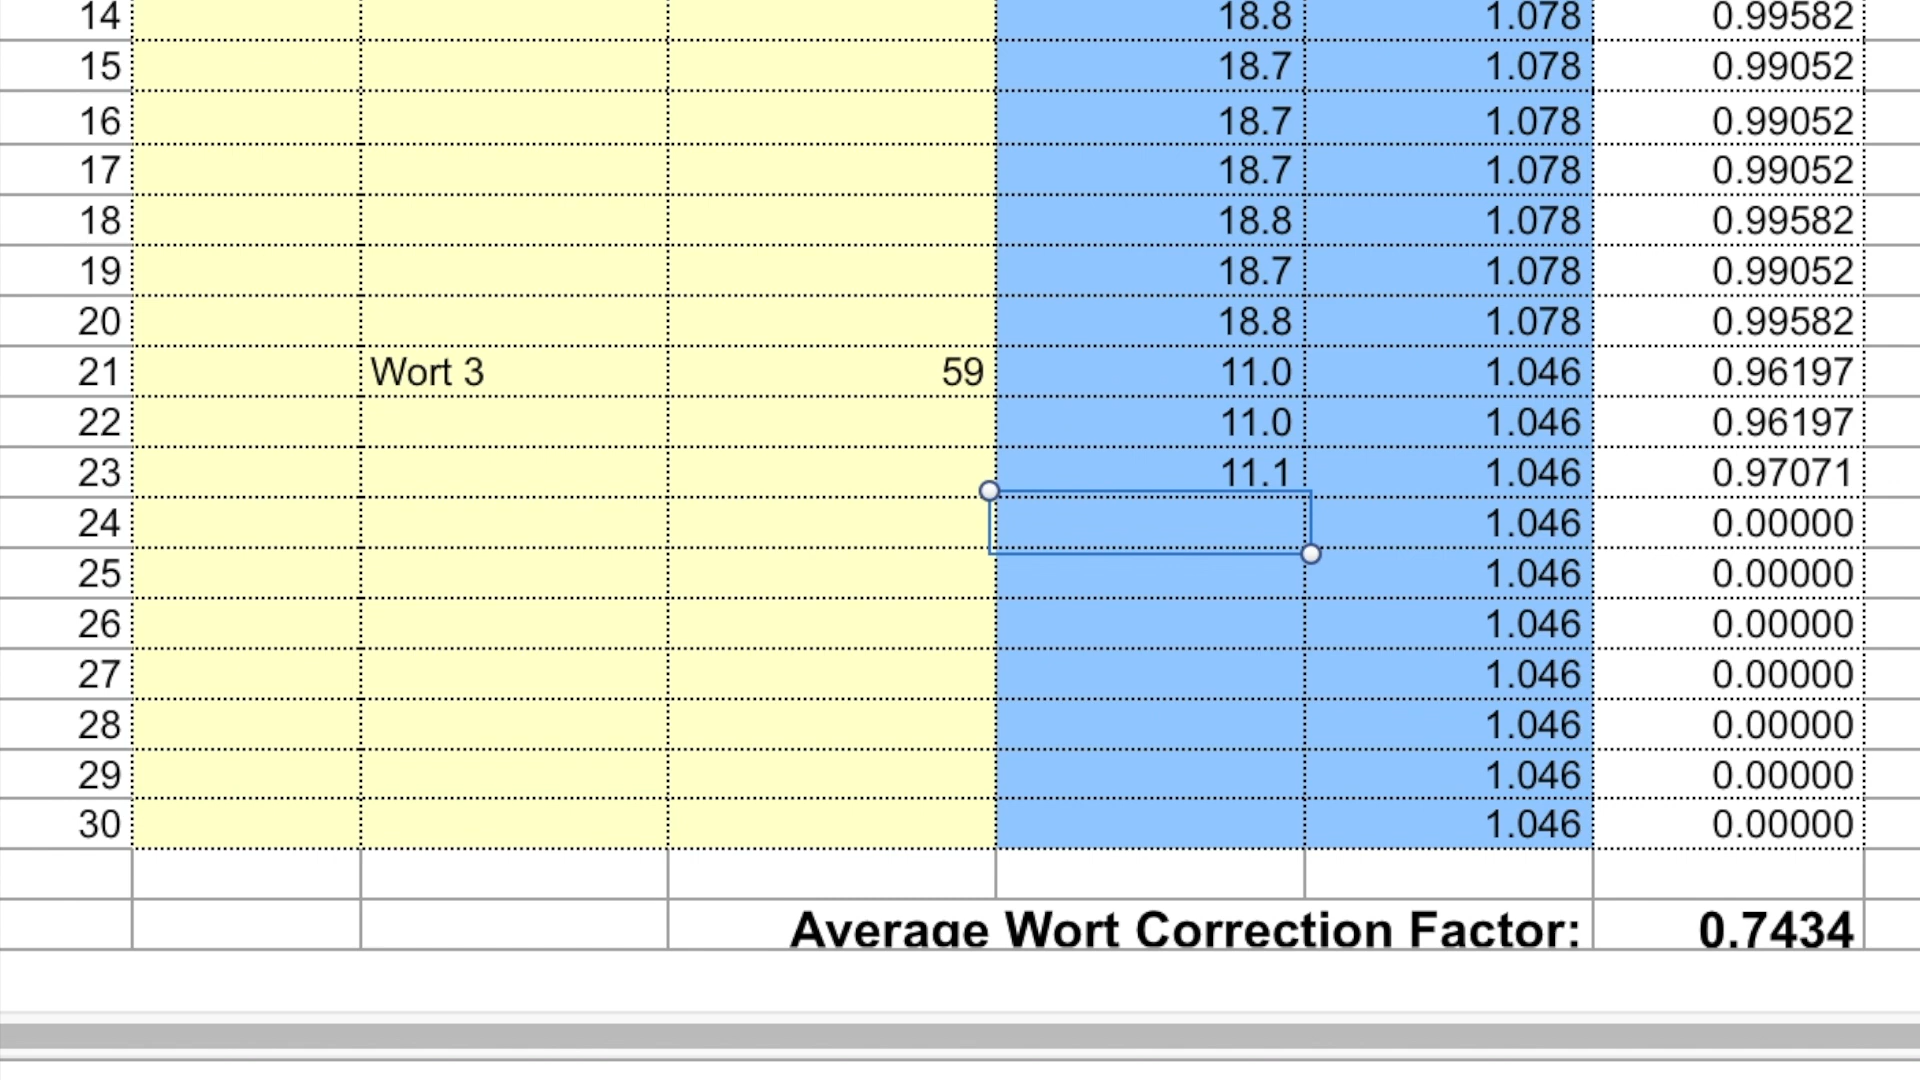 14 18.8 1.078 0.99582
15 18.7 1.078 0.99052
16 18.7 1.078 0.99052
17 18.7 1.078 0.99052
18 18.8 1.078 0.99582
19 18.7 1.078 0.99052
20 18.8 1.078 0.99582
21 Wort 3 59 11.0 1.046 0.96197
22 11.0 1.046 0.96197
23 11.1 1.046 0.97071
24 1.046 0.00000
25 1.046 0.00000
26 1.046 0.00000
27 1.046 0.00000
28 1.046 0.00000
29 1.046 0.00000
30 1.046 0.00000
Average Wort Correction Factor: 0.7434